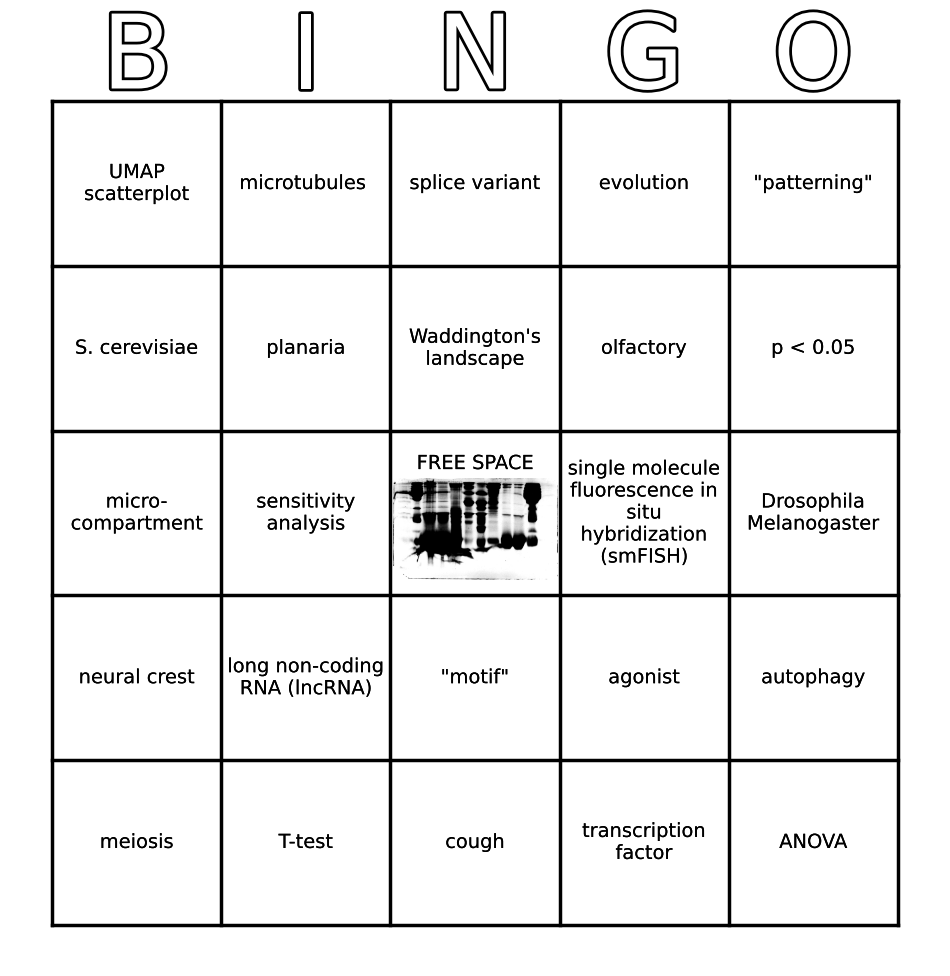 B I N G O
UMAP
scatterplot
microtubules
splice variant
evolution
"patterning"
S. cerevisiae
planaria
Waddington's
landscape
olfactory
p < 0.05
micro-
compartment
sensitivity
analysis
FREE SPACE
single molecule
fluorescence in
situ
hybridization
(smFISH)
Drosophila
Melanogaster
neural crest
long non-coding
RNA (lncRNA)
"motif"
agonist
autophagy
meiosis
T-test
cough
transcription
factor
ANOVA